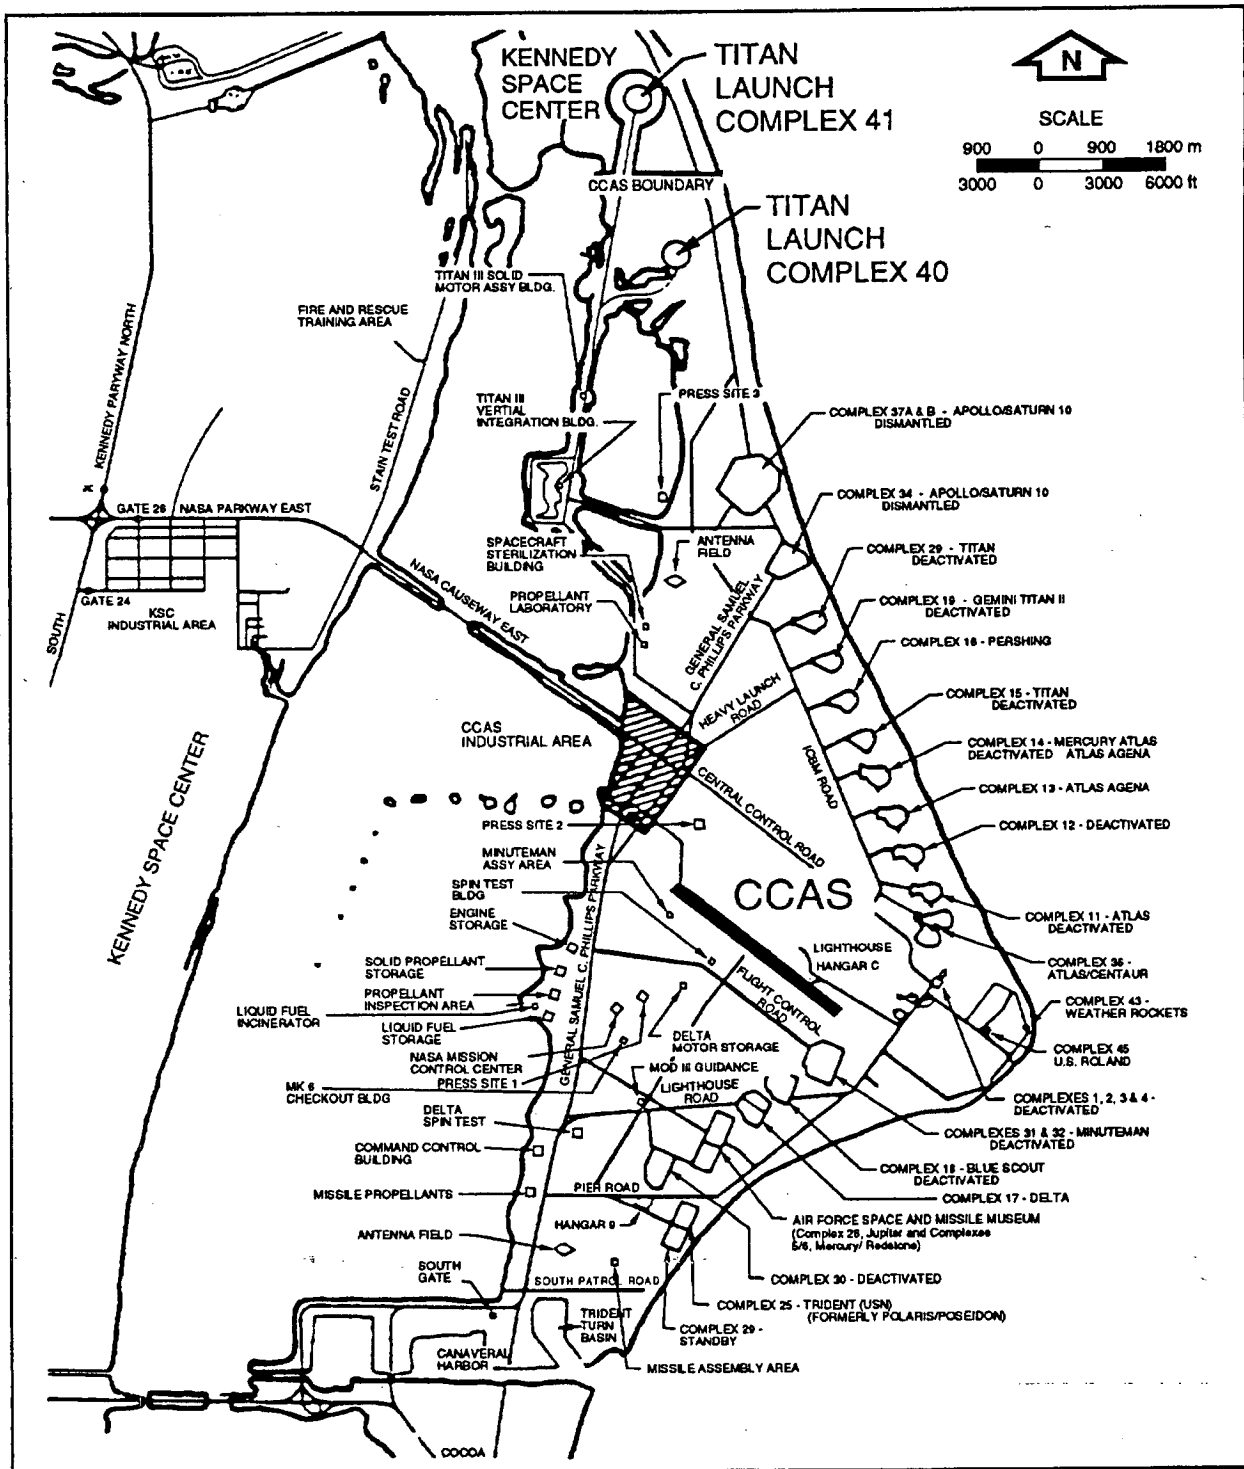 KENNEDY
SPACE
CENTER
TITAN
LAUNCH
COMPLEX 41
N
SCALE
900 0 900 1800 m
3000 0 3000 6000 ft
CCAS BOUNDARY
TITAN
LAUNCH
COMPLEX 40
TITAN III SOLID
MOTOR ASSY BLDG.
FIRE AND RESCUE
TRAINING AREA
KENNEDY PARYWAY NORTH
STAIN TEST ROAD
TITAN III
VERTIAL
INTEGRATION BLDG.
PRESS SITE 3
COMPLEX 37A & B - APOLLO/SATURN 10
DISMANTLED
COMPLEX 34 - APOLLO/SATURN 10
DISMANTLED
GATE 26 NASA PARKWAY EAST
SPACECRAFT
STERILIZATION
BUILDING
ANTENNA
FIELD
COMPLEX 29 - TITAN
DEACTIVATED
NASA CAUSEWAY EAST
PROPELLANT
LABORATORY
COMPLEX 19 - GEMINI TITAN II
DEACTIVATED
GATE 24
KSC
INDUSTRIAL AREA
SOUTH
GENERAL SAMUEL
C. PHILLIPS PARKWAY
COMPLEX 16 - PERSHING
HEAVY LAUNCH
ROAD
COMPLEX 15 - TITAN
DEACTIVATED
CCAS
INDUSTRIAL AREA
ICBM ROAD
COMPLEX 14 - MERCURY ATLAS
DEACTIVATED ATLAS AGENA
CENTRAL CONTROL ROAD
COMPLEX 13 - ATLAS AGENA
KENNEDY SPACE CENTER
PRESS SITE 2
COMPLEX 12 - DEACTIVATED
MINUTEMAN
ASSY AREA
CCAS
SPIN TEST
BLDG
GENERAL SAMUEL C. PHILLIPS PARKWAY
ENGINE
STORAGE
COMPLEX 11 - ATLAS
DEACTIVATED
LIGHTHOUSE
HANGAR C
SOLID PROPELLANT
STORAGE
COMPLEX 36 -
ATLAS/CENTAUR
FLIGHT CONTROL
ROAD
PROPELLANT
INSPECTION AREA
COMPLEX 43 -
WEATHER ROCKETS
LIQUID FUEL
INCINERATOR
LIQUID FUEL
STORAGE
DELTA
MOTOR STORAGE
COMPLEX 45
U.S. ROLAND
NASA MISSION
CONTROL CENTER
MOD III GUIDANCE
PRESS SITE 1
LIGHTHOUSE
ROAD
MK 6
CHECKOUT BLDG
COMPLEXES 1, 2, 3 & 4 -
DEACTIVATED
DELTA
SPIN TEST
COMPLEXES 31 & 32 - MINUTEMAN
DEACTIVATED
COMMAND CONTROL
BUILDING
COMPLEX 18 - BLUE SCOUT
DEACTIVATED
PIER ROAD
MISSILE PROPELLANTS
COMPLEX 17 - DELTA
HANGAR 9
AIR FORCE SPACE AND MISSILE MUSEUM
(Complex 26, Jupiter and Complexes
5/6, Mercury/ Redstone)
ANTENNA FIELD
SOUTH
GATE
SOUTH PATROL ROAD
COMPLEX 30 - DEACTIVATED
COMPLEX 25 - TRIDENT (USN)
(FORMERLY POLARIS/POSEIDON)
TRIDENT
TURN
BASIN
COMPLEX 29 -
STANDBY
CANAVERAL
HARBOR
MISSILE ASSEMBLY AREA
COCOA